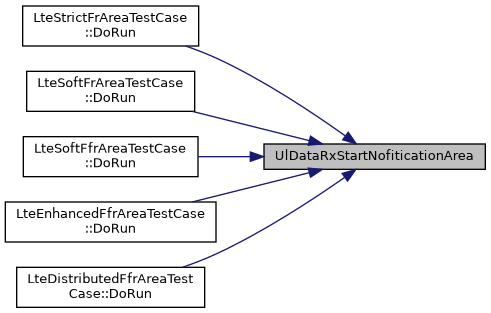 LteStrictFrAreaTestCase
::DoRun
LteSoftFrAreaTestCase
::DoRun
LteSoftFfrAreaTestCase
::DoRun
UlDataRxStartNofiticationArea
LteEnhancedFfrAreaTestCase
::DoRun
LteDistributedFfrAreaTest
Case::DoRun